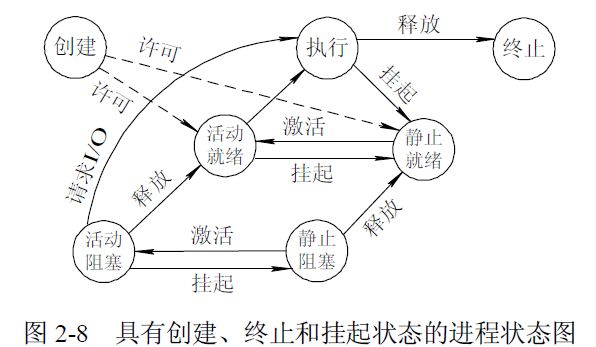 创建
许可
许可
执行
释放
终止
挂起
请求I/O
活动
就绪
激活
挂起
静止
就绪
释放
释放
活动
阻塞
激活
挂起
静止
阻塞
图 2-8 具有创建、终止和挂起状态的进程状态图